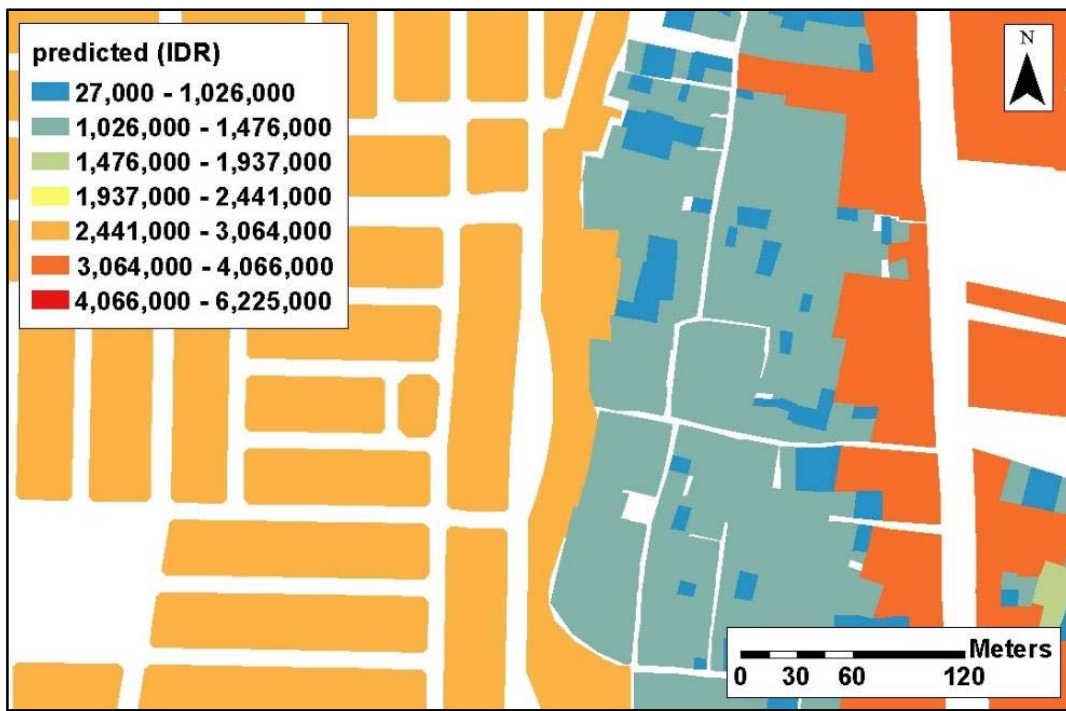 predicted (IDR)
27,000 - 1,026,000
1,026,000 - 1,476,000
1,476,000 - 1,937,000
1,937,000 - 2,441,000
2,441,000 - 3,064,000
3,064,000 - 4,066,000
4,066,000 - 6,225,000
N
Meters
0 30 60 120